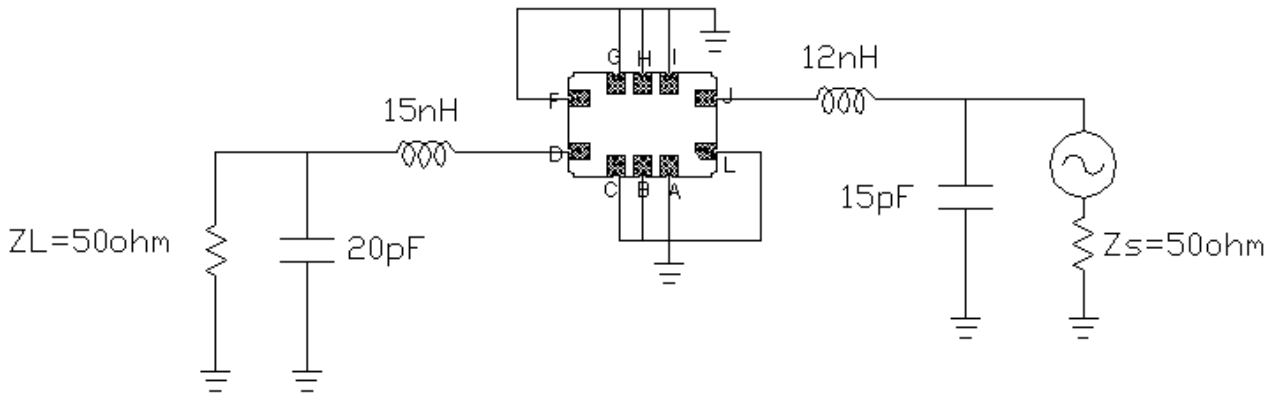 G H I
12nH
F
J
15nH
D
L
C B A
15pF
ZL=50ohm
20pF
Zs=50ohm